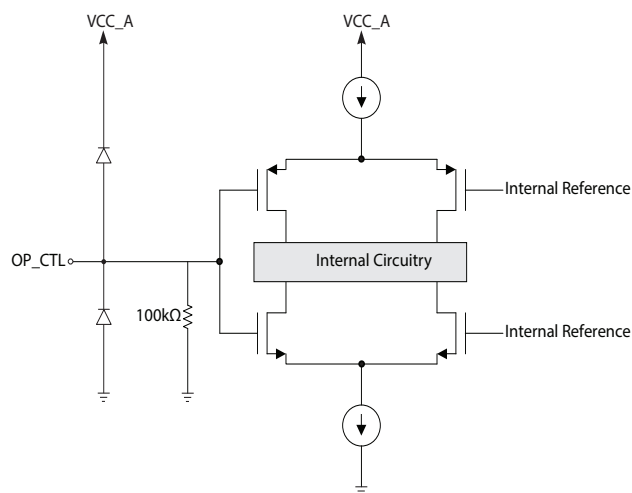 VCC_A
VCC_A
Internal Reference
OP_CTL
Internal Circuitry
100kΩ
Internal Reference